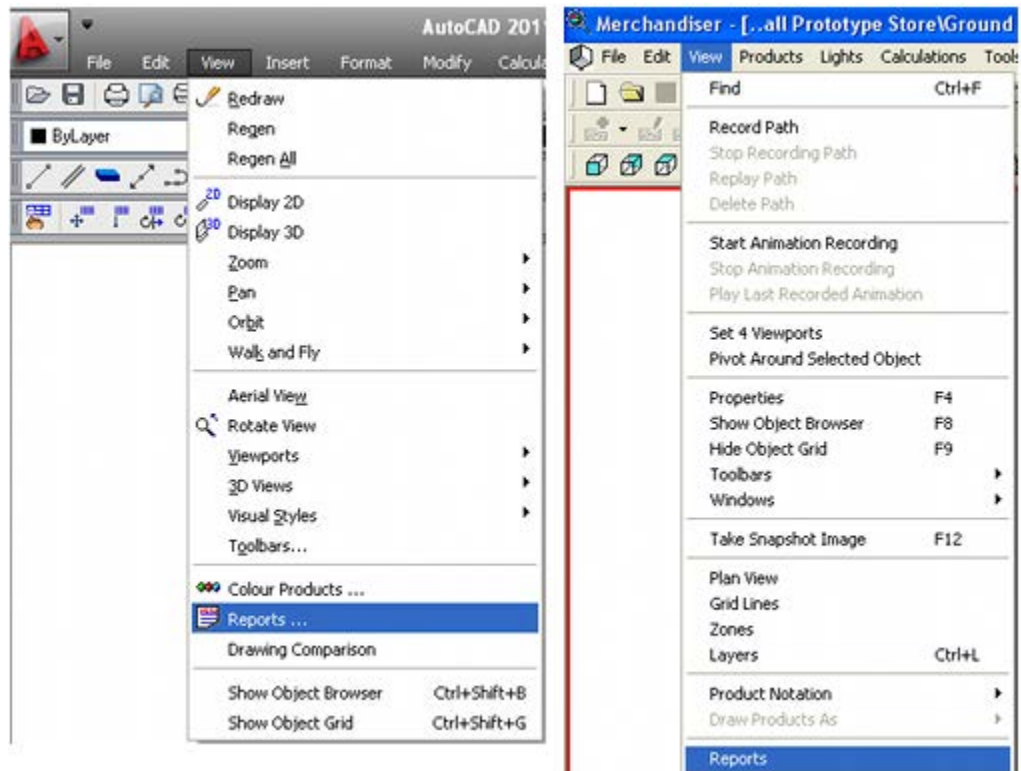 AutoCAD 2011
File Edit View Insert Format Modify
ByLayer
Redraw
Regen
Regen All
Display 2D
Display 3D
Zoom
Pan
Orbit
Walk and Fly
Aerial View
Rotate View
Viewports
3D Views
Visual Styles
Toolbars...
Colour Products ...
Reports ...
Drawing Comparison
Show Object Browser Ctrl+Shift+B
Show Object Grid Ctrl+Shift+G
Merchandiser - [..all Prototype Store\Ground
File Edit View Products Lights Calculations Tools
Find Ctrl+F
Record Path
Stop Recording Path
Replay Path
Delete Path
Start Animation Recording
Stop Animation Recording
Play Last Recorded Animation
Set 4 Viewports
Pivot Around Selected Object
Properties F4
Show Object Browser F8
Hide Object Grid F9
Toolbars
Windows
Take Snapshot Image F12
Plan View
Grid Lines
Zones
Layers Ctrl+L
Product Notation
Draw Products As
Reports